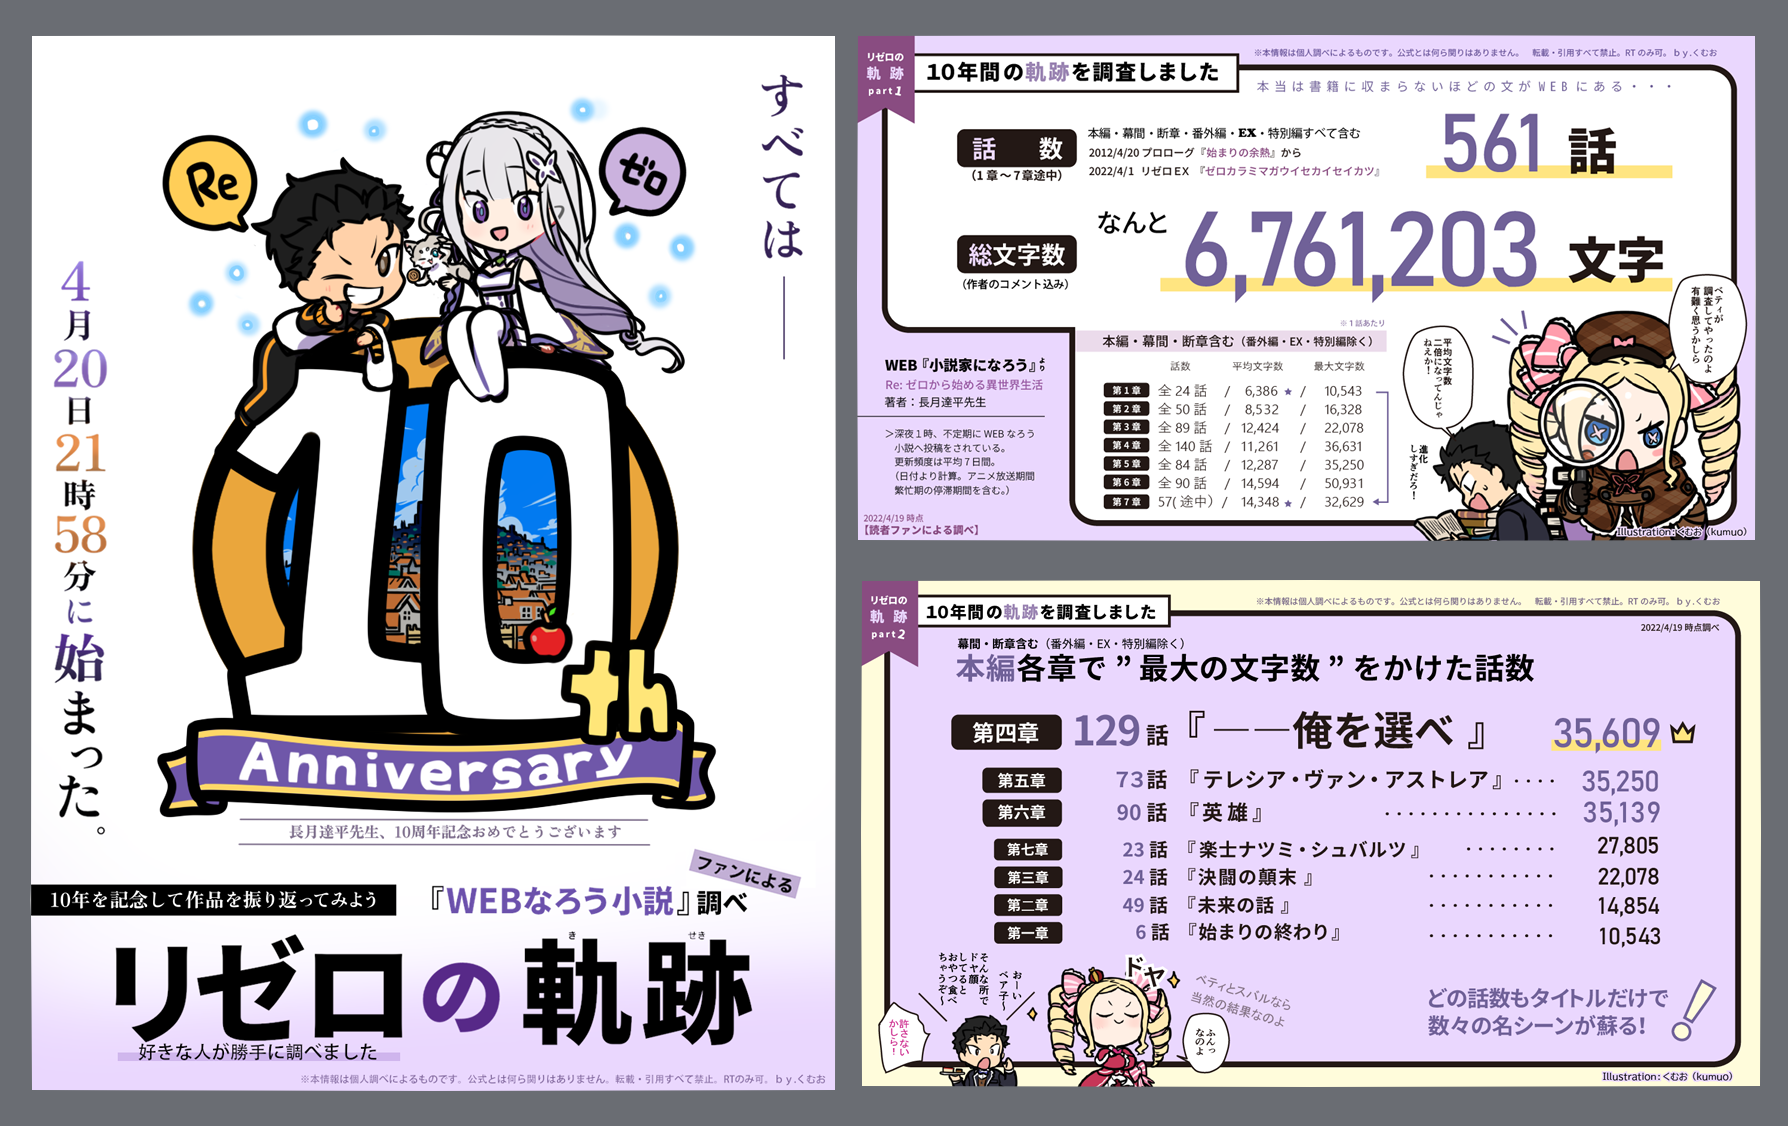 すべては――
4月20日21時58分に始まった。
Re
ゼロ
10th
Anniversary
長月達平先生、10周年記念おめでとうございます
10年を記念して作品を振り返ってみよう
『WEBなろう小説』調べ
ファンによる
リゼロの軌跡
き
せき
好きな人が勝手に調べました
※本情報は個人調べによるものです。公式とは何ら関りはありません。転載・引用すべて禁止。RTのみ可。ｂｙ.くむお
リゼロの
軌跡
part1
10年間の軌跡を調査しました
※本情報は個人調べによるものです。公式とは何ら関りはありません。　転載・引用すべて禁止。RTのみ可。ｂｙ.くむお
本当は書籍に収まらないほどの文がWEBにある・・・
話数
（1章～7章途中）
本編・幕間・断章・番外編・EX・特別編すべて含む
2012/4/20 プロローグ『始まりの余熱』から
2022/4/1 リゼロEX 『ゼロカラミマガウイセカイセイカツ』
561話
総文字数
（作者のコメント込み）
なんと
6,761,203文字
ベティが
調査してやったのよ
有難く思うかしら
WEB『小説家になろう』より
Re: ゼロから始める異世界生活
著者：長月達平先生
＞深夜1時、不定期に WEB なろう
小説へ投稿をされている。
更新頻度は平均7日間。
（日付より計算。アニメ放送期間
繁忙期の停滞期間を含む。）
2022/4/19 時点
【読者ファンによる調べ】
※1話あたり
本編・幕間・断章含む（番外編・EX・特別編除く）
話数 平均文字数 最大文字数
第1章 全 24 話 / 6,386 ★ / 10,543
第2章 全 50 話 / 8,532 / 16,328
第3章 全 89 話 / 12,424 / 22,078
第4章 全 140 話 / 11,261 / 36,631
第5章 全 84 話 / 12,287 / 35,250
第6章 全 90 話 / 14,594 / 50,931
第7章 57( 途中) / 14,348 ★ / 32,629
平均文字数
二倍になってんじゃ
ねえか！
進化
しすぎだろ！
Illustration：くむお（kumuo）
リゼロの
軌跡
part2
10年間の軌跡を調査しました
※本情報は個人調べによるものです。公式とは何ら関りはありません。　転載・引用すべて禁止。RTのみ可。ｂｙ.くむお
2022/4/19 時点調べ
幕間・断章含む（番外編・EX・特別編除く）
本編各章で”最大の文字数”をかけた話数
第四章 129話『――俺を選べ』 35,609
第五章 73話『テレシア・ヴァン・アストレア』‥‥ 35,250
第六章 90話『英雄』 ・・・・・・・・・・・・・ 35,139
第七章 23話『楽士ナツミ・シュバルツ』 ・・・・・・・ 27,805
第三章 24話『決闘の顛末』 ・・・・・・・・・・ 22,078
第二章 49話『未来の話』 ・・・・・・・・・・ 14,854
第一章 6話『始まりの終わり』 ・・・・・・・・・・ 10,543
おーい
ベア子～
そんな所で
ドヤ顔
してると
おやつ食べ
ちゃうぞ～
許さない
かしら！
ドヤ
ふんっ
なのよ
ベティとスバルなら
当然の結果なのよ
どの話数もタイトルだけで
数々の名シーンが蘇る！
Illustration：くむお（kumuo）